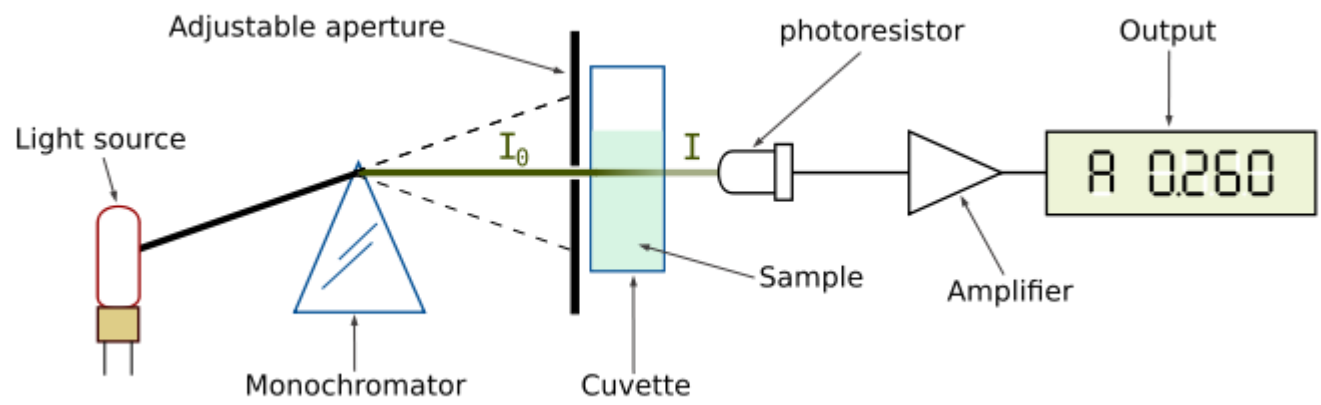 Adjustable aperture
photoresistor
Output
Light source
I₀
I
A 0.260
Sample
Amplifier
Monochromator
Cuvette